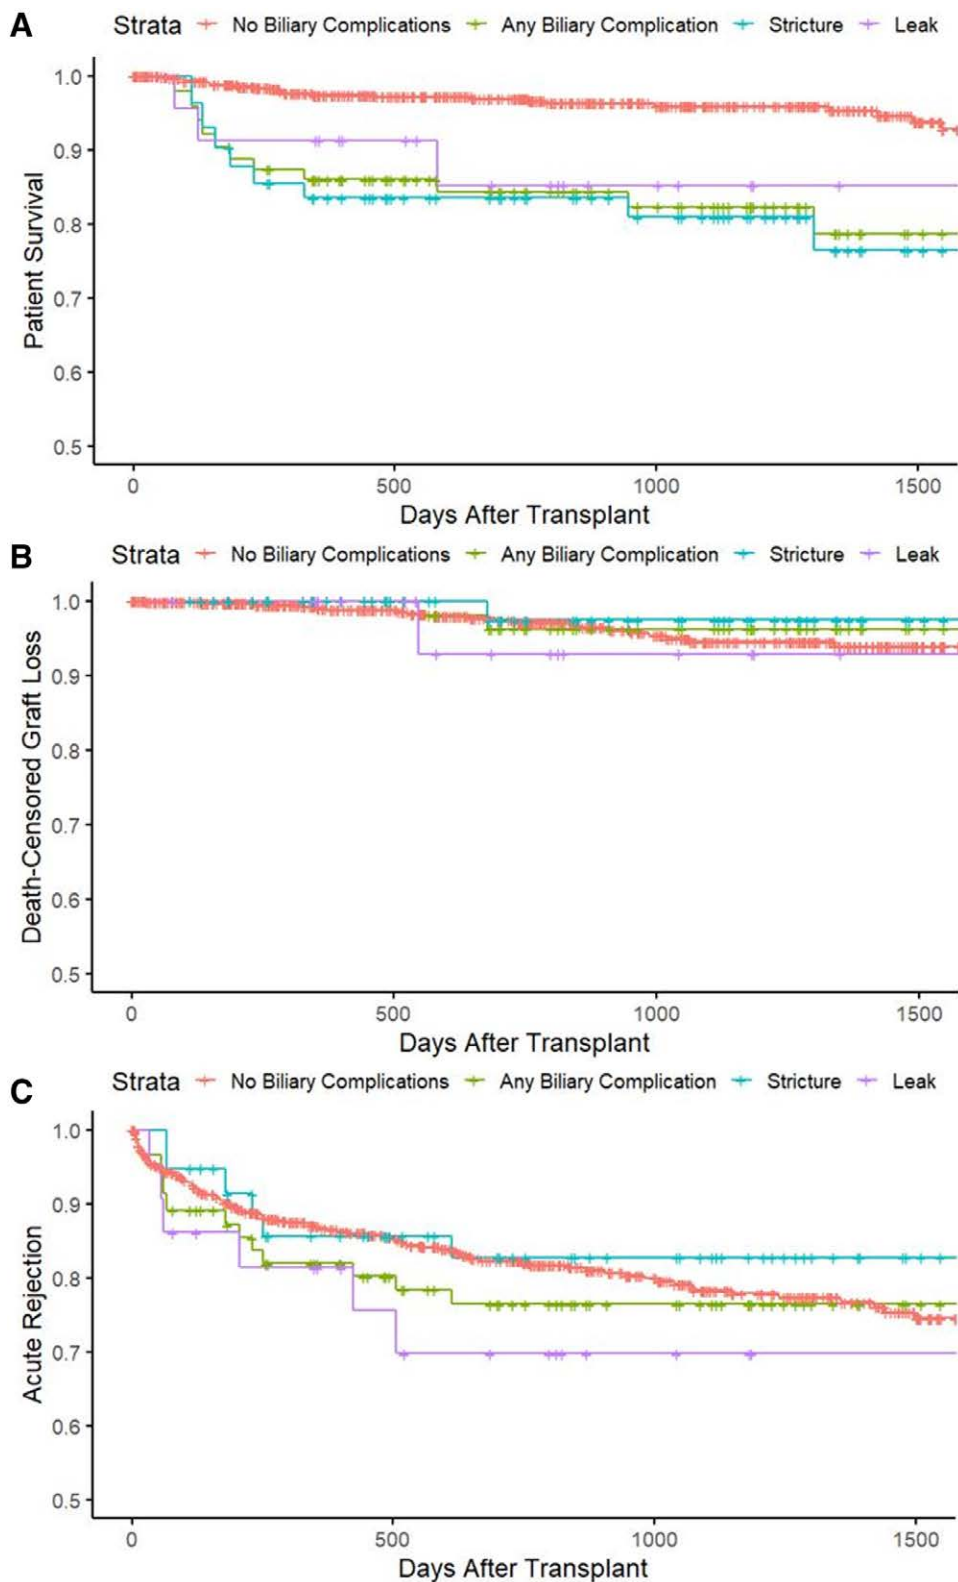 A
Strata No Biliary Complications Any Biliary Complication Stricture Leak
1.0
0.9
0.8
0.7
0.6
0.5
Patient Survival
0 500 1000 1500
Days After Transplant
B
Strata No Biliary Complications Any Biliary Complication Stricture Leak
1.0
0.9
0.8
0.7
0.6
0.5
Death-Censored Graft Loss
0 500 1000 1500
Days After Transplant
C
Strata No Biliary Complications Any Biliary Complication Stricture Leak
1.0
0.9
0.8
0.7
0.6
0.5
Acute Rejection
0 500 1000 1500
Days After Transplant